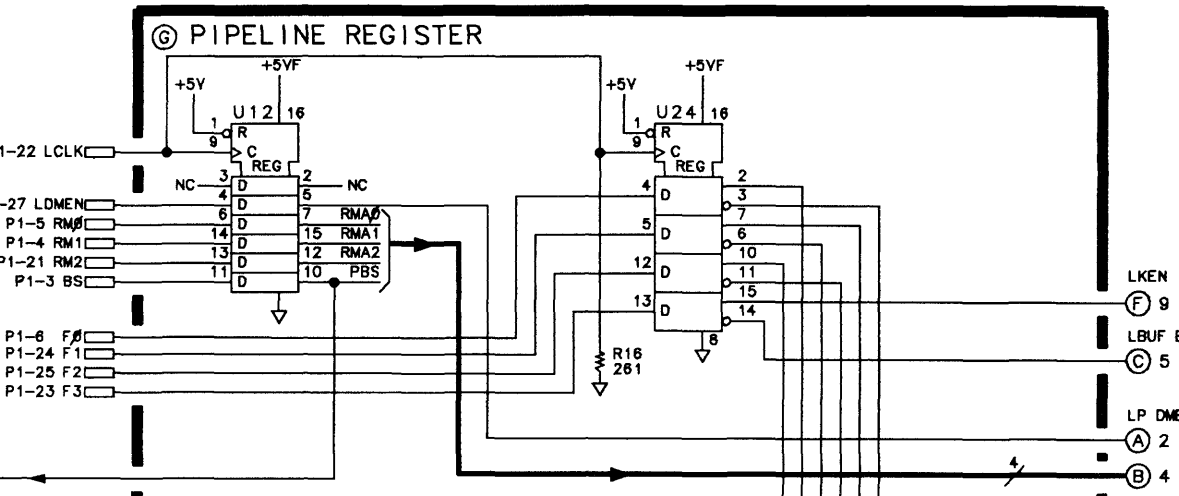 G PIPELINE REGISTER
+5VF
+5V
U12 16
1 R
9 C
REG
1-22 LCLK
NC 3 D 2 NC
-27 LDMEN 4 D 5
P1-5 RMØ 6 D 7 RMAØ
P1-4 RM1 14 D 15 RMA1
P1-21 RM2 13 D 12 RMA2
P1-3 BS 11 D 10 PBS
P1-6 FØ
P1-24 F1
P1-25 F2
P1-23 F3
+5VF
+5V
U24 16
1 R
9 C
REG
4 D 2
3
5 D 7
6
12 D 10
11
13 D 15
14
8
R16
261
LKEN
F 9
LBUF
C 5
LP
A 2
4
B 4